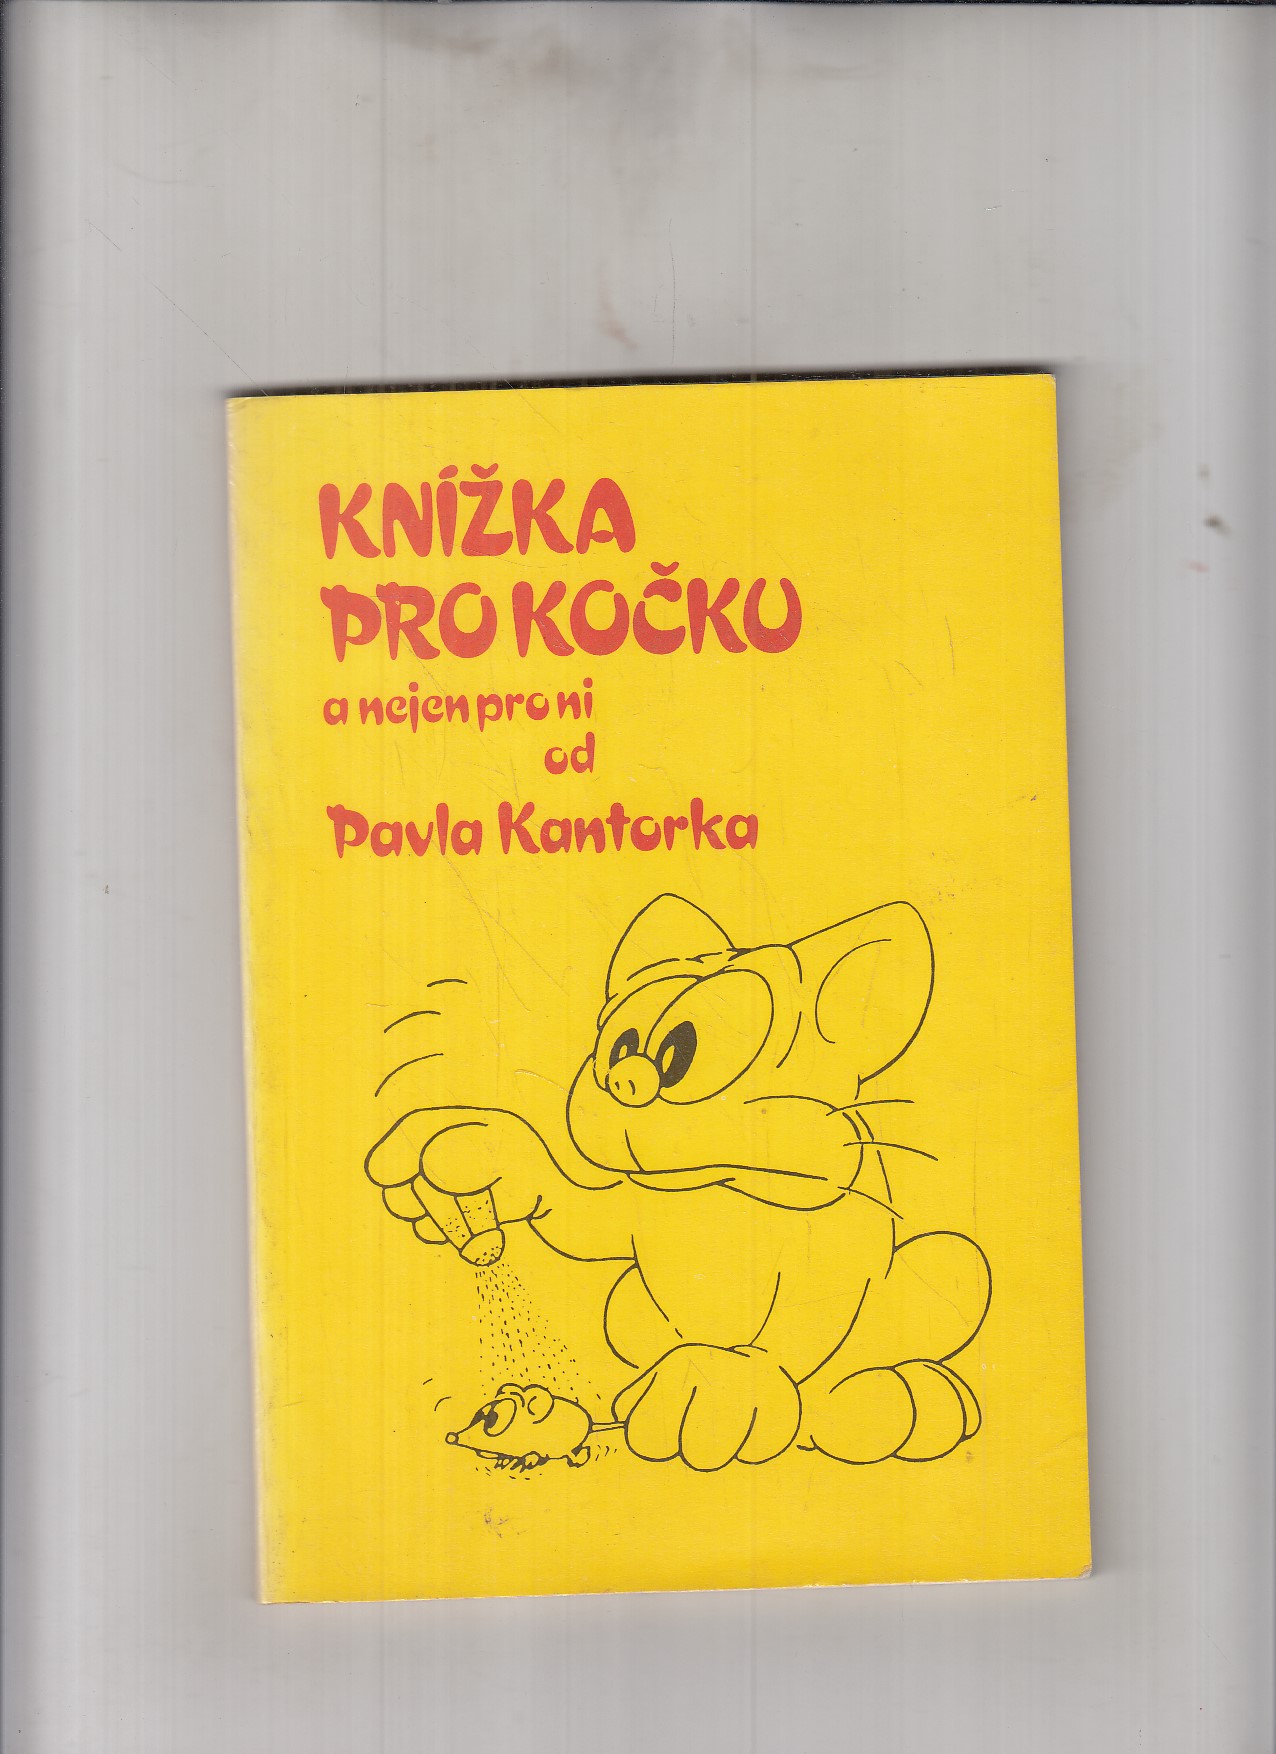 KNÍŽKA
PRO KOČKU
a nejen pro ni
od
Pavla Kantorka